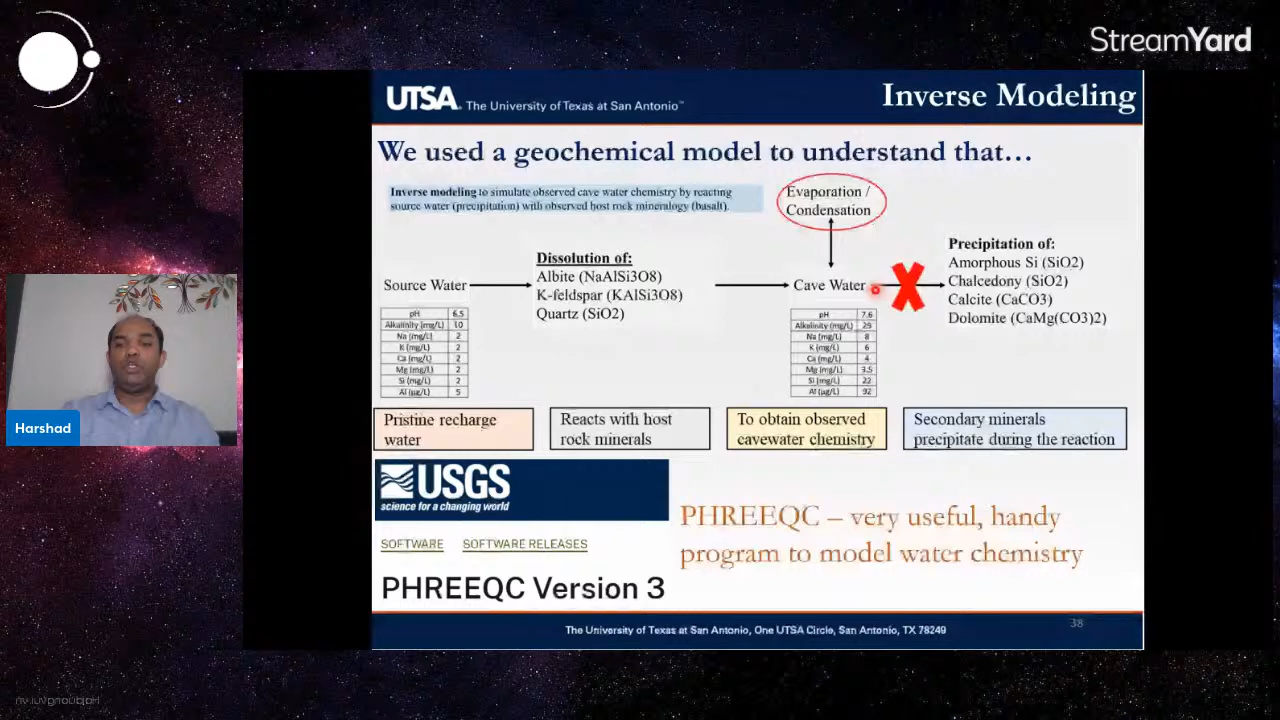 StreamYard
UTSA The University of Texas at San Antonio™
Inverse Modeling
We used a geochemical model to understand that…
Inverse modeling to simulate observed cave water chemistry by reacting
source water (precipitation) with observed host rock mineralogy (basalt).
Evaporation /
Condensation
Source Water
Dissolution of:
Albite (NaAlSi3O8)
K-feldspar (KAlSi3O8)
Quartz (SiO2)
Cave Water
Precipitation of:
Amorphous Si (SiO2)
Chalcedony (SiO2)
Calcite (CaCO3)
Dolomite (CaMg(CO3)2)
pH 6.5
Alkalinity (mg/L) 10
Na (mg/L) 2
K (mg/L) 2
Ca (mg/L) 2
Mg (mg/L) 2
Si (mg/L) 2
Al (µg/L) 5
pH 7.6
Alkalinity (mg/L) 29
Na (mg/L) 8
K (mg/L) 6
Ca (mg/L) 4
Mg (mg/L) 3.5
Si (mg/L) 22
Al (µg/L) 92
Pristine recharge
water
Reacts with host
rock minerals
To obtain observed
cavewater chemistry
Secondary minerals
precipitate during the reaction
USGS
science for a changing world
SOFTWARE SOFTWARE RELEASES
PHREEQC Version 3
PHREEQC – very useful, handy
program to model water chemistry
38
The University of Texas at San Antonio, One UTSA Circle, San Antonio, TX 78249
Harshad